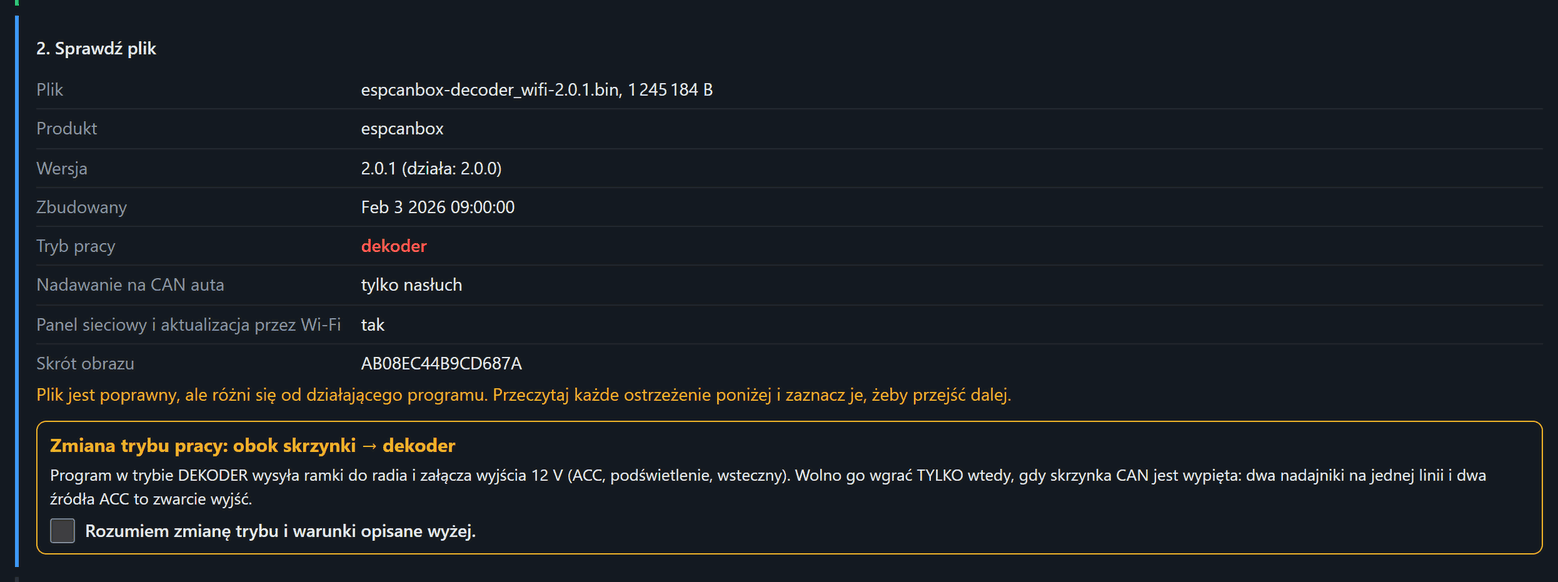 2. Sprawdź plik
Plik espcanbox-decoder_wifi-2.0.1.bin, 1 245 184 B
Produkt espcanbox
Wersja 2.0.1 (działa: 2.0.0)
Zbudowany Feb 3 2026 09:00:00
Tryb pracy dekoder
Nadawanie na CAN auta tylko nasłuch
Panel sieciowy i aktualizacja przez Wi-Fi tak
Skrót obrazu AB08EC44B9CD687A
Plik jest poprawny, ale różni się od działającego programu. Przeczytaj każde ostrzeżenie poniżej i zaznacz je, żeby przejść dalej.
Zmiana trybu pracy: obok skrzynki → dekoder
Program w trybie DEKODER wysyła ramki do radia i załącza wyjścia 12 V (ACC, podświetlenie, wsteczny). Wolno go wgrać TYLKO wtedy, gdy skrzynka CAN jest wypięta: dwa nadajniki na jednej linii i dwa
źródła ACC to zwarcie wyjść.
Rozumiem zmianę trybu i warunki opisane wyżej.